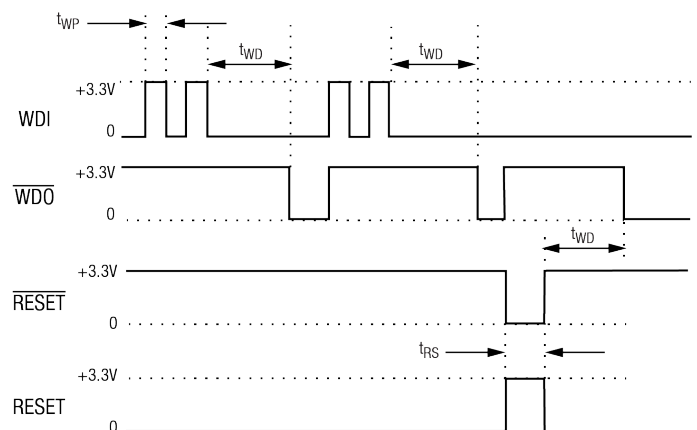 tWP
tWD
tWD
+3.3V
WDI
0
+3.3V
WDO
0
tWD
+3.3V
RESET
0
tRS
+3.3V
RESET
0